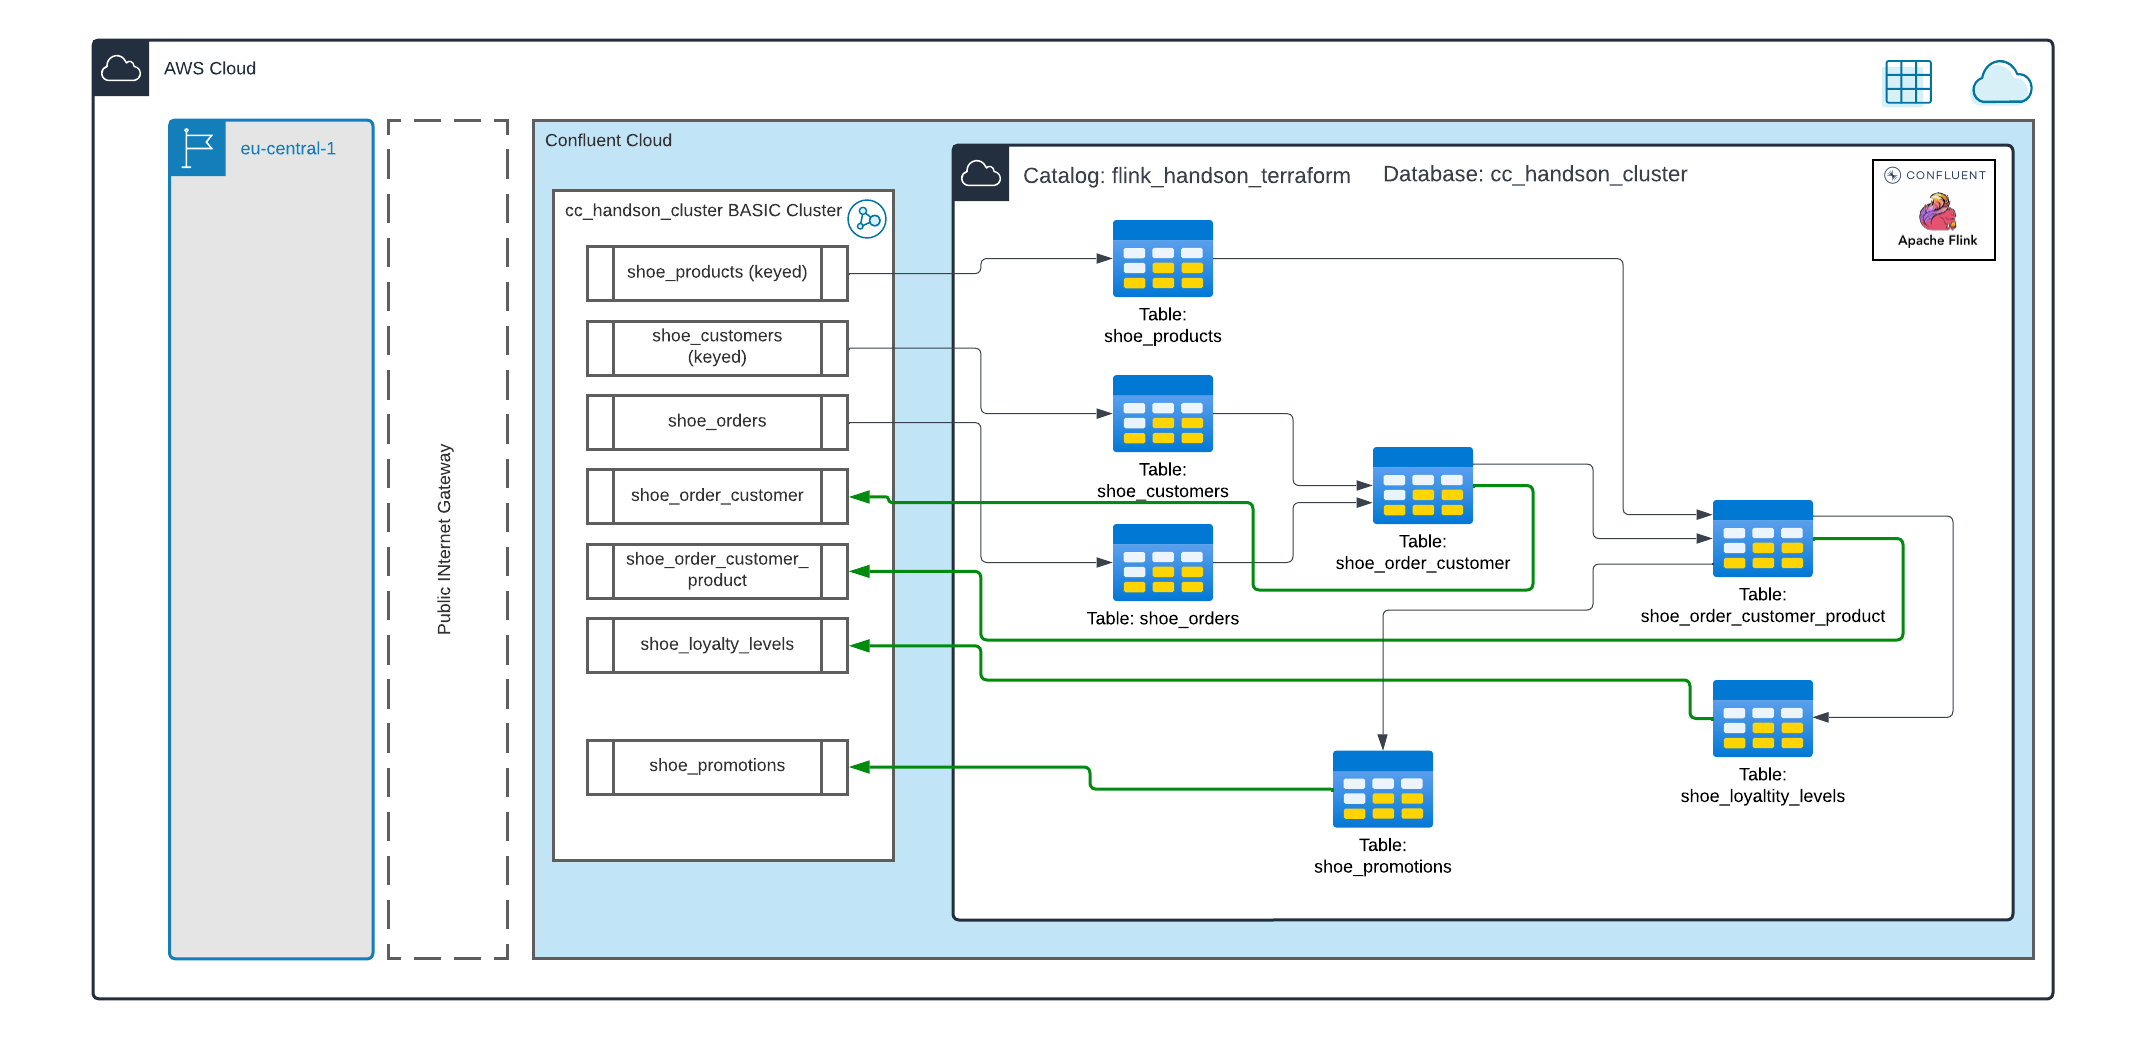 AWS Cloud
eu-central-1
Public INternet Gateway
Confluent Cloud
cc_handson_cluster BASIC Cluster
shoe_products (keyed)
shoe_customers
(keyed)
shoe_orders
shoe_order_customer
shoe_order_customer_
product
shoe_loyalty_levels
shoe_promotions
Catalog: flink_handson_terraform
Database: cc_handson_cluster
CONFLUENT
Apache Flink
Table:
shoe_products
Table:
shoe_customers
Table: shoe_orders
Table:
shoe_order_customer
Table:
shoe_order_customer_product
Table:
shoe_loyaltity_levels
Table:
shoe_promotions